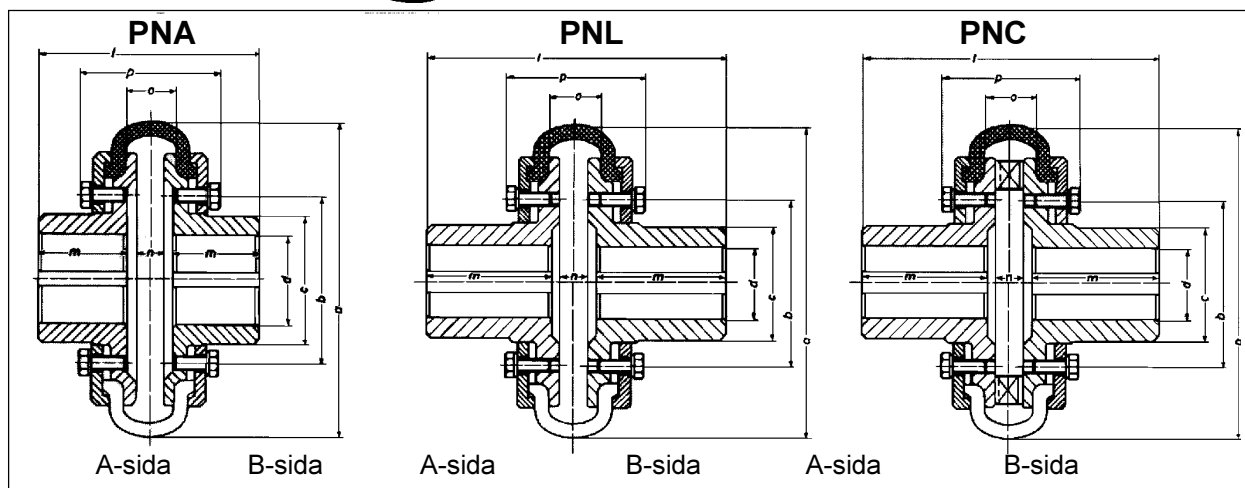 PNA PNL PNC
l l l
p p p
o o o
m n m d c b a
m n m d c b a
m n m d c b a
A-sida B-sida A-sida B-sida A-sida B-sida